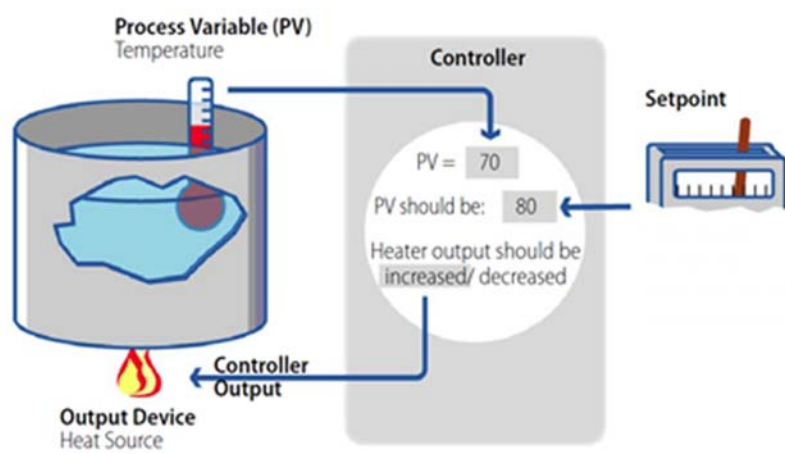 Process Variable (PV)
Temperature
Controller
Setpoint
PV = 70
PV should be: 80
Heater output should be
increased/ decreased
Controller
Output
Output Device
Heat Source